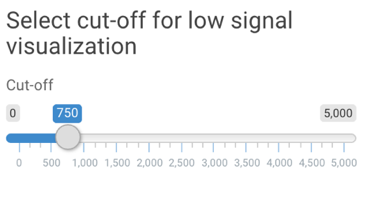 Select cut-off for low signal
visualization
Cut-off
0 750 5,000
0 500 1,000 1,500 2,000 2,500 3,000 3,500 4,000 4,500 5,000